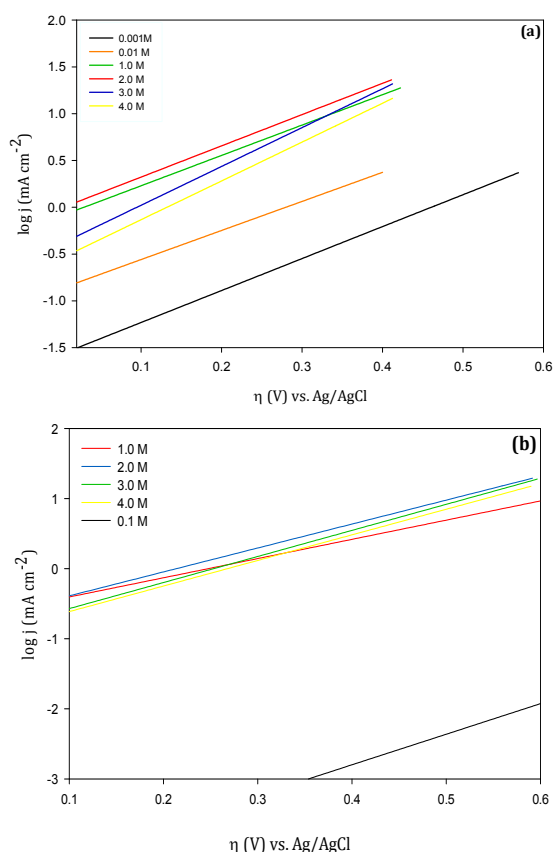 (a)
0.001M
0.01 M
1.0 M
2.0 M
3.0 M
4.0 M
2.0
1.5
1.0
0.5
0.0
-0.5
-1.0
-1.5
log j (mA cm-2)
0.1 0.2 0.3 0.4 0.5 0.6
η (V) vs. Ag/AgCl
(b)
1.0 M
2.0 M
3.0 M
4.0 M
0.1 M
2
1
0
-1
-2
-3
log j (mA cm-2)
0.1 0.2 0.3 0.4 0.5 0.6
η (V) vs. Ag/AgCl